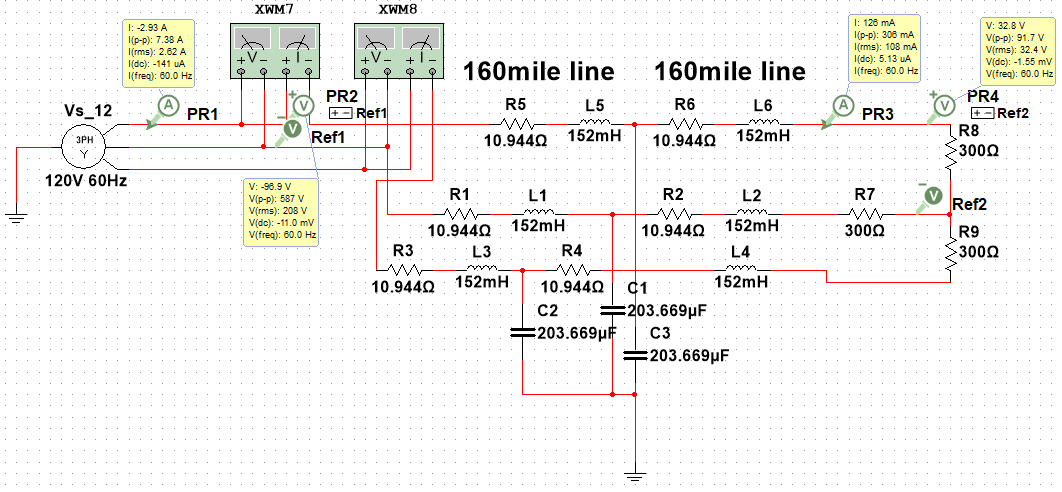 XWM7
XWM8
I: -2.93 A
I(p-p): 7.38 A
I(rms): 2.62 A
I(dc): -141 uA
I(freq): 60.0 Hz
I: 126 mA
I(p-p): 306 mA
I(rms): 108 mA
I(dc): 5.13 uA
I(freq): 60.0 Hz
V: 32.8 V
V(p-p): 91.7 V
V(rms): 32.4 V
V(dc): -1.55 mV
V(freq): 60.0 Hz
+ V − + I −
+ V − + I −
160mile line
160mile line
Vs_12
A
PR1
+
V
PR2
+ −
Ref1
−
V
Ref1
R5
10.944Ω
L5
152mH
R6
10.944Ω
L6
152mH
A
PR3
+
V
PR4
+ −
Ref2
R8
300Ω
3PH
Y
120V 60Hz
V: -96.9 V
V(p-p): 587 V
V(rms): 208 V
V(dc): -11.0 mV
V(freq): 60.0 Hz
R1
10.944Ω
L1
152mH
R2
10.944Ω
L2
152mH
R7
300Ω
−
V
Ref2
R9
300Ω
R3
10.944Ω
L3
152mH
R4
10.944Ω
L4
152mH
C1
203.669µF
C2
203.669µF
C3
203.669µF